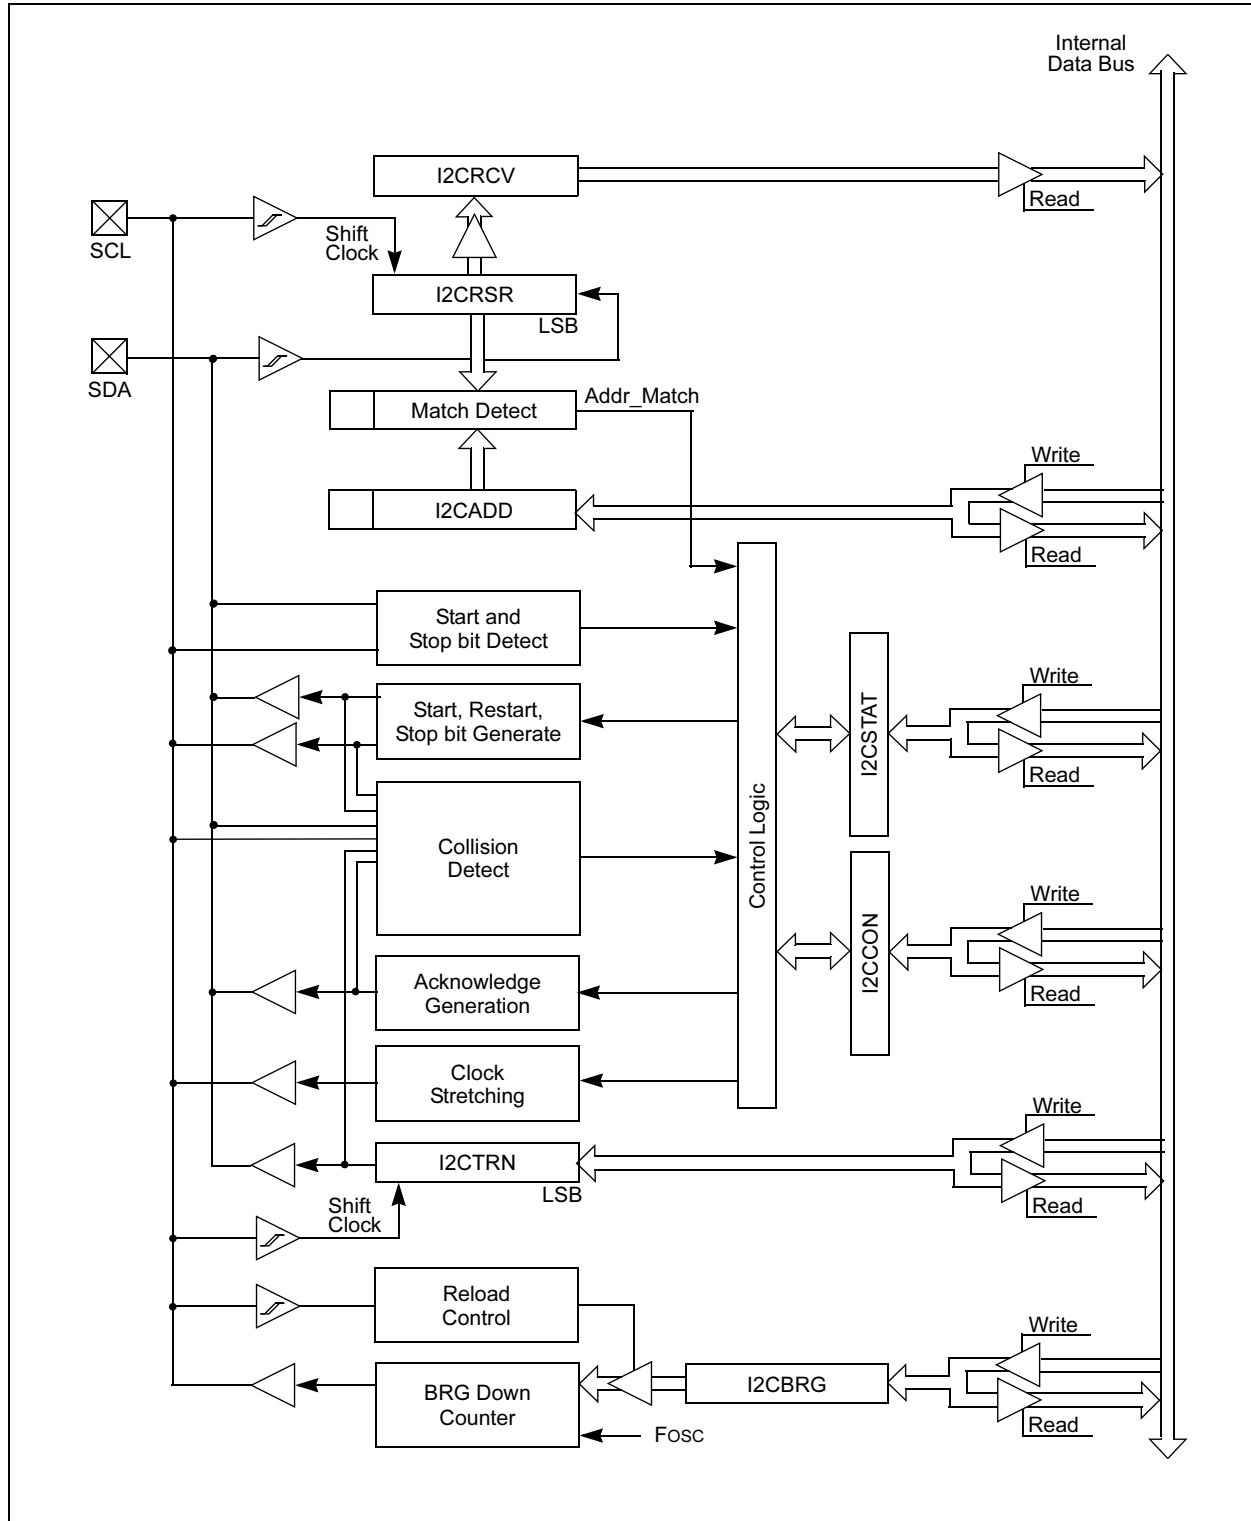 Internal
Data Bus
I2CRCV
Read
SCL
Shift
Clock
I2CRSR
LSB
SDA
Match Detect
Addr_Match
Write
I2CADD
Read
Start and
Stop bit Detect
Write
Start, Restart,
Stop bit Generate
I2CSTAT
Read
Control Logic
Collision
Detect
Write
I2CCON
Acknowledge
Generation
Read
Clock
Stretching
Write
I2CTRN
LSB
Read
Shift
Clock
Reload
Control
Write
I2CBRG
BRG Down
Counter
Read
FOSC